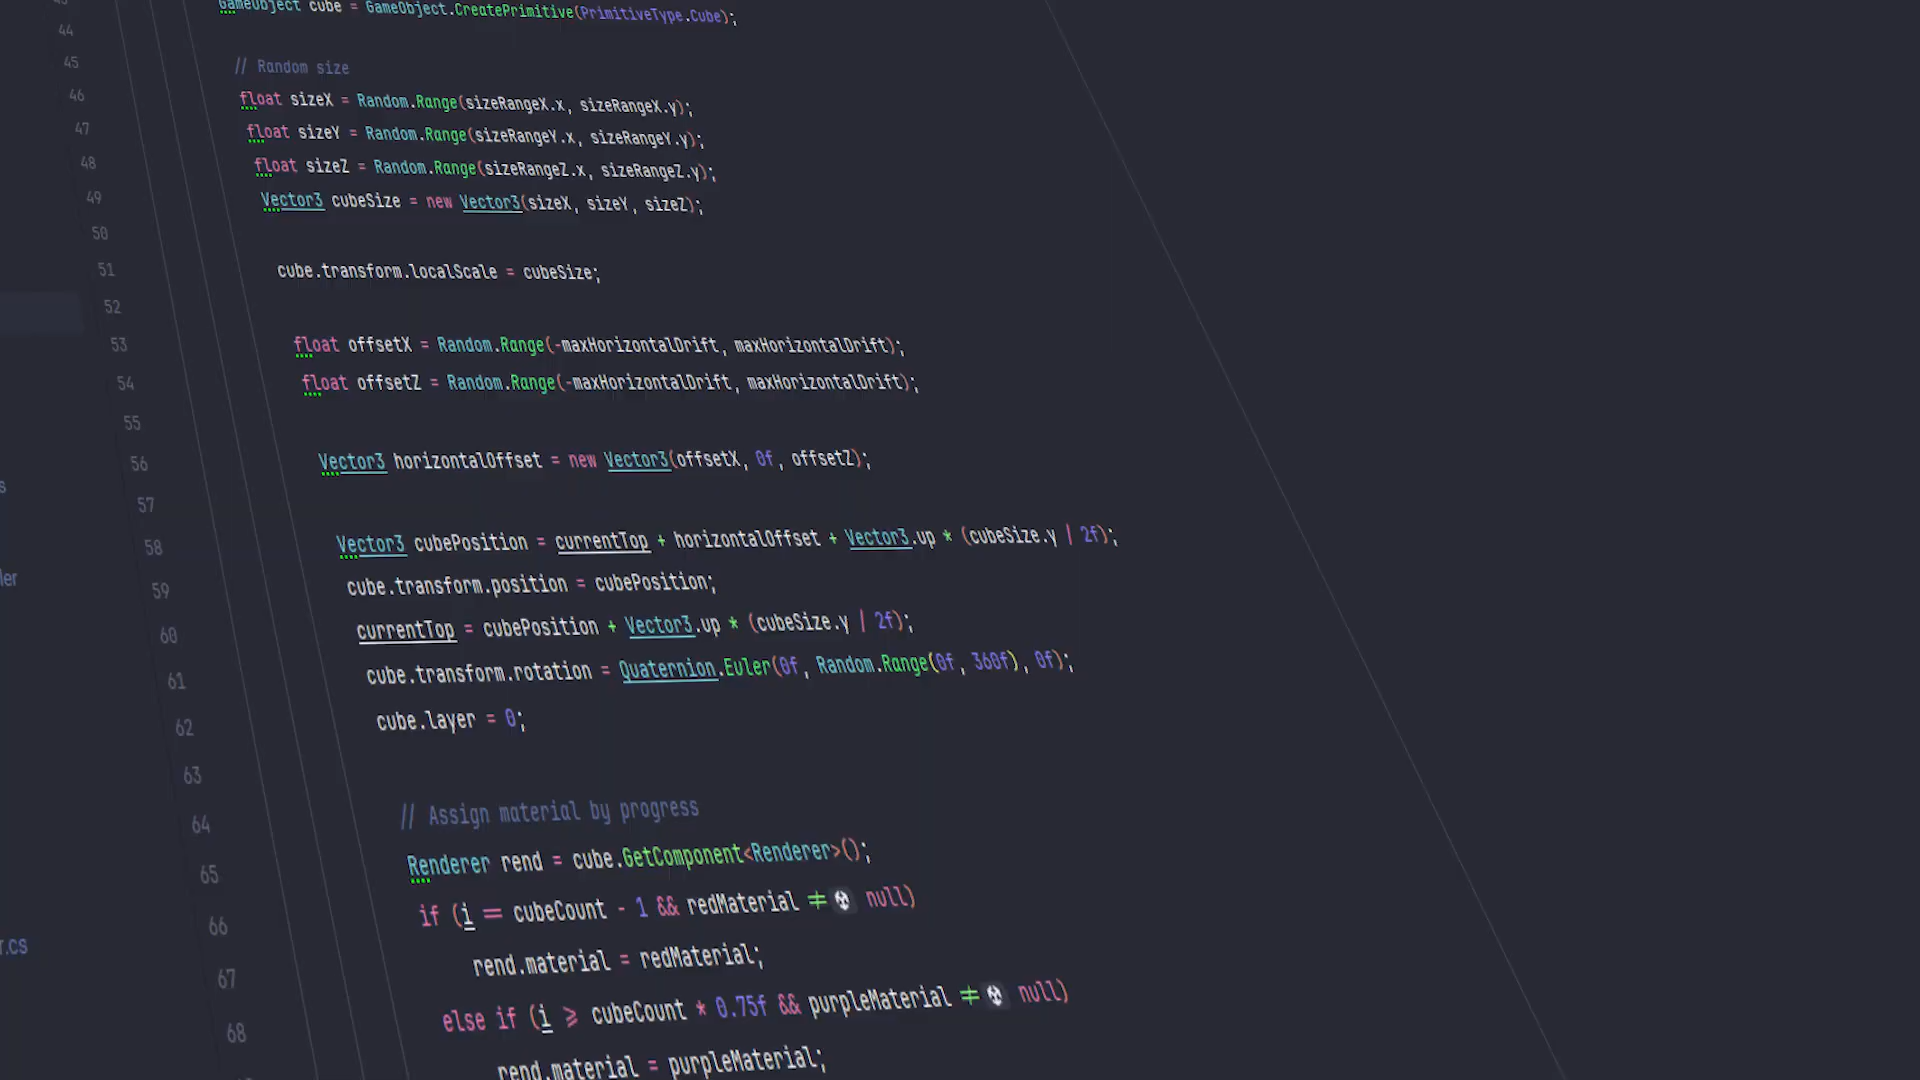 44
GameObject cube = GameObject.CreatePrimitive(PrimitiveType.Cube);
45
// Random size
46
float sizeX = Random.Range(sizeRangeX.x, sizeRangeX.y);
47
float sizeY = Random.Range(sizeRangeY.x, sizeRangeY.y);
48
float sizeZ = Random.Range(sizeRangeZ.x, sizeRangeZ.y);
49
Vector3 cubeSize = new Vector3(sizeX, sizeY, sizeZ);
50
51
cube.transform.localScale = cubeSize;
52
53
float offsetX = Random.Range(-maxHorizontalDrift, maxHorizontalDrift);
54
float offsetZ = Random.Range(-maxHorizontalDrift, maxHorizontalDrift);
55
56
Vector3 horizontalOffset = new Vector3(offsetX, 0f, offsetZ);
57
58
Vector3 cubePosition = currentTop + horizontalOffset + Vector3.up * (cubeSize.y | 2f);
59
cube.transform.position = cubePosition;
60
currentTop = cubePosition + Vector3.up * (cubeSize.y | 2f);
61
cube.transform.rotation = Quaternion.Euler(0f, Random.Range(0f, 360f), 0f);
62
cube.layer = 0;
63
64
// Assign material by progress
65
Renderer rend = cube.GetComponent<Renderer>();
66
if (i == cubeCount - 1 && redMaterial ≠ null)
67
rend.material = redMaterial;
68
else if (i ⩾ cubeCount * 0.75f && purpleMaterial ≠ null)
rend.material = purpleMaterial;
s
ler
r.cs